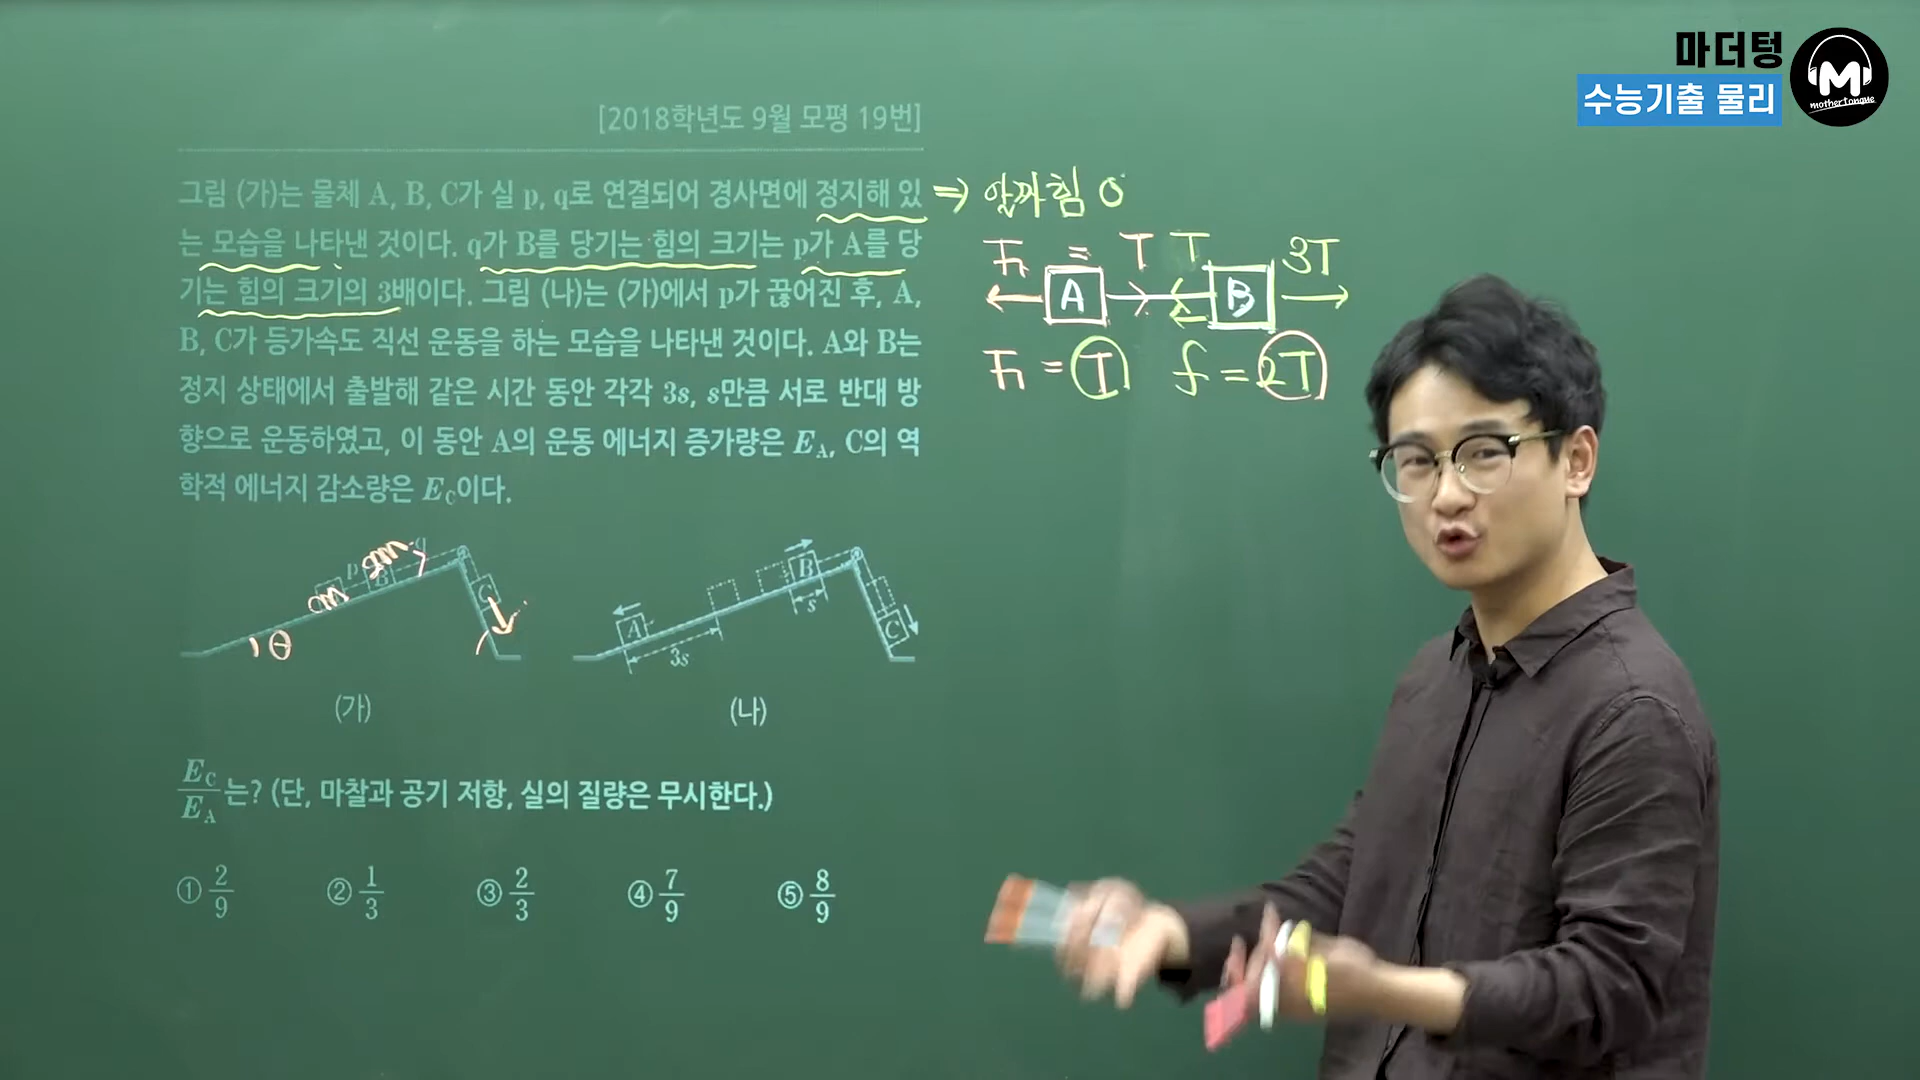 마더텅
수능기출 물리
M
mothertongue
[2018학년도 9월 모평 19번]
그림 (가)는 물체 A, B, C가 실 p, q로 연결되어 경사면에 정지해 있
는 모습을 나타낸 것이다. q가 B를 당기는 힘의 크기는 p가 A를 당
기는 힘의 크기의 3배이다. 그림 (나)는 (가)에서 p가 끊어진 후, A,
B, C가 등가속도 직선 운동을 하는 모습을 나타낸 것이다. A와 B는
정지 상태에서 출발해 같은 시간 동안 각각 3s, s만큼 서로 반대 방
향으로 운동하였고, 이 동안 A의 운동 에너지 증가량은 E_A, C의 역
학적 에너지 감소량은 E_C이다.
⇒ 알짜힘 0
F₁ = T T 3T
A B
F₁ = T f = 2T
m p 2m B q C
θ
A 3s B s C
(가) (나)
E_C/E_A 는? (단, 마찰과 공기 저항, 실의 질량은 무시한다.)
① 2/9 ② 1/3 ③ 2/3 ④ 7/9 ⑤ 8/9